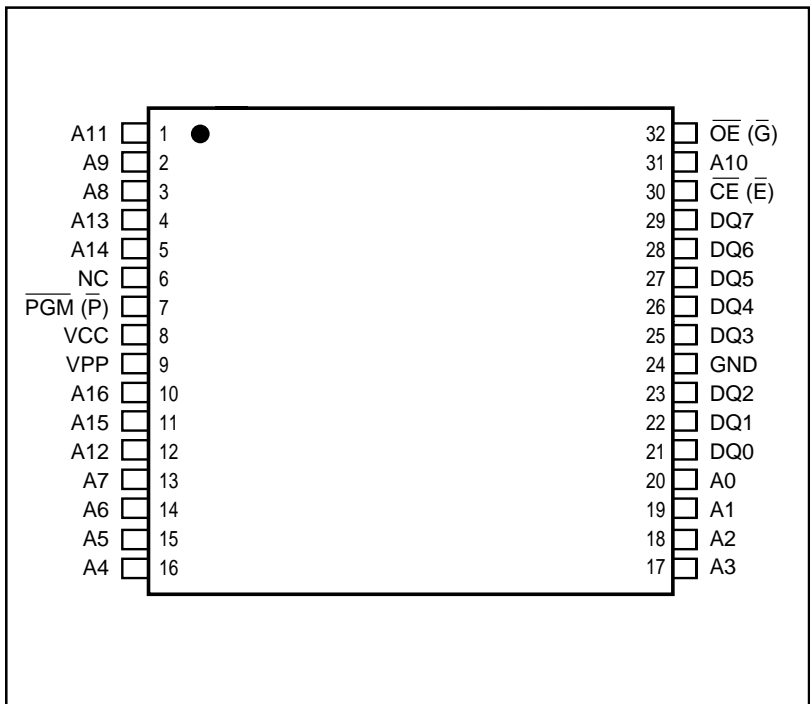 A11 1 32 O̅E̅ (G̅)
A9 2 31 A10
A8 3 30 C̅E̅ (E̅)
A13 4 29 DQ7
A14 5 28 DQ6
NC 6 27 DQ5
P̅G̅M̅ (P̅) 7 26 DQ4
VCC 8 25 DQ3
VPP 9 24 GND
A16 10 23 DQ2
A15 11 22 DQ1
A12 12 21 DQ0
A7 13 20 A0
A6 14 19 A1
A5 15 18 A2
A4 16 17 A3